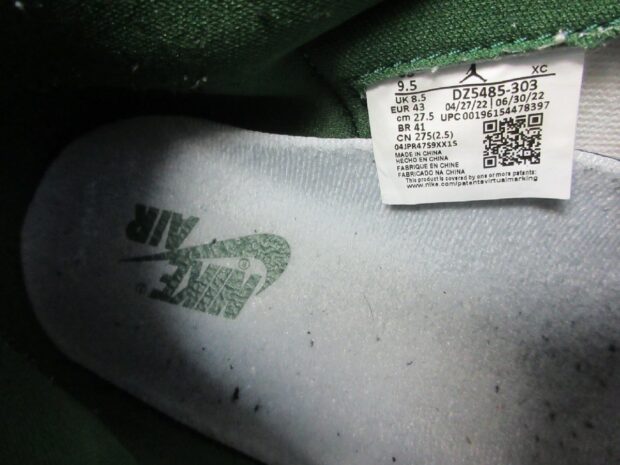 US 9.5 XC
UK 8.5 DZ5485-303
EUR 43 04/27/22 06/30/22
cm 27.5 UPC 00196154478397
BR 41
CN 275(2.5)
04JPR4759XX1S
MADE IN CHINA
HECHO EN CHINA
FABRIQUE EN CHINE
FABRICADO NA CHINA
This product is covered by one or more patents:
www.nike.com/patentsvirtualmarking
NIKE ®
AIR